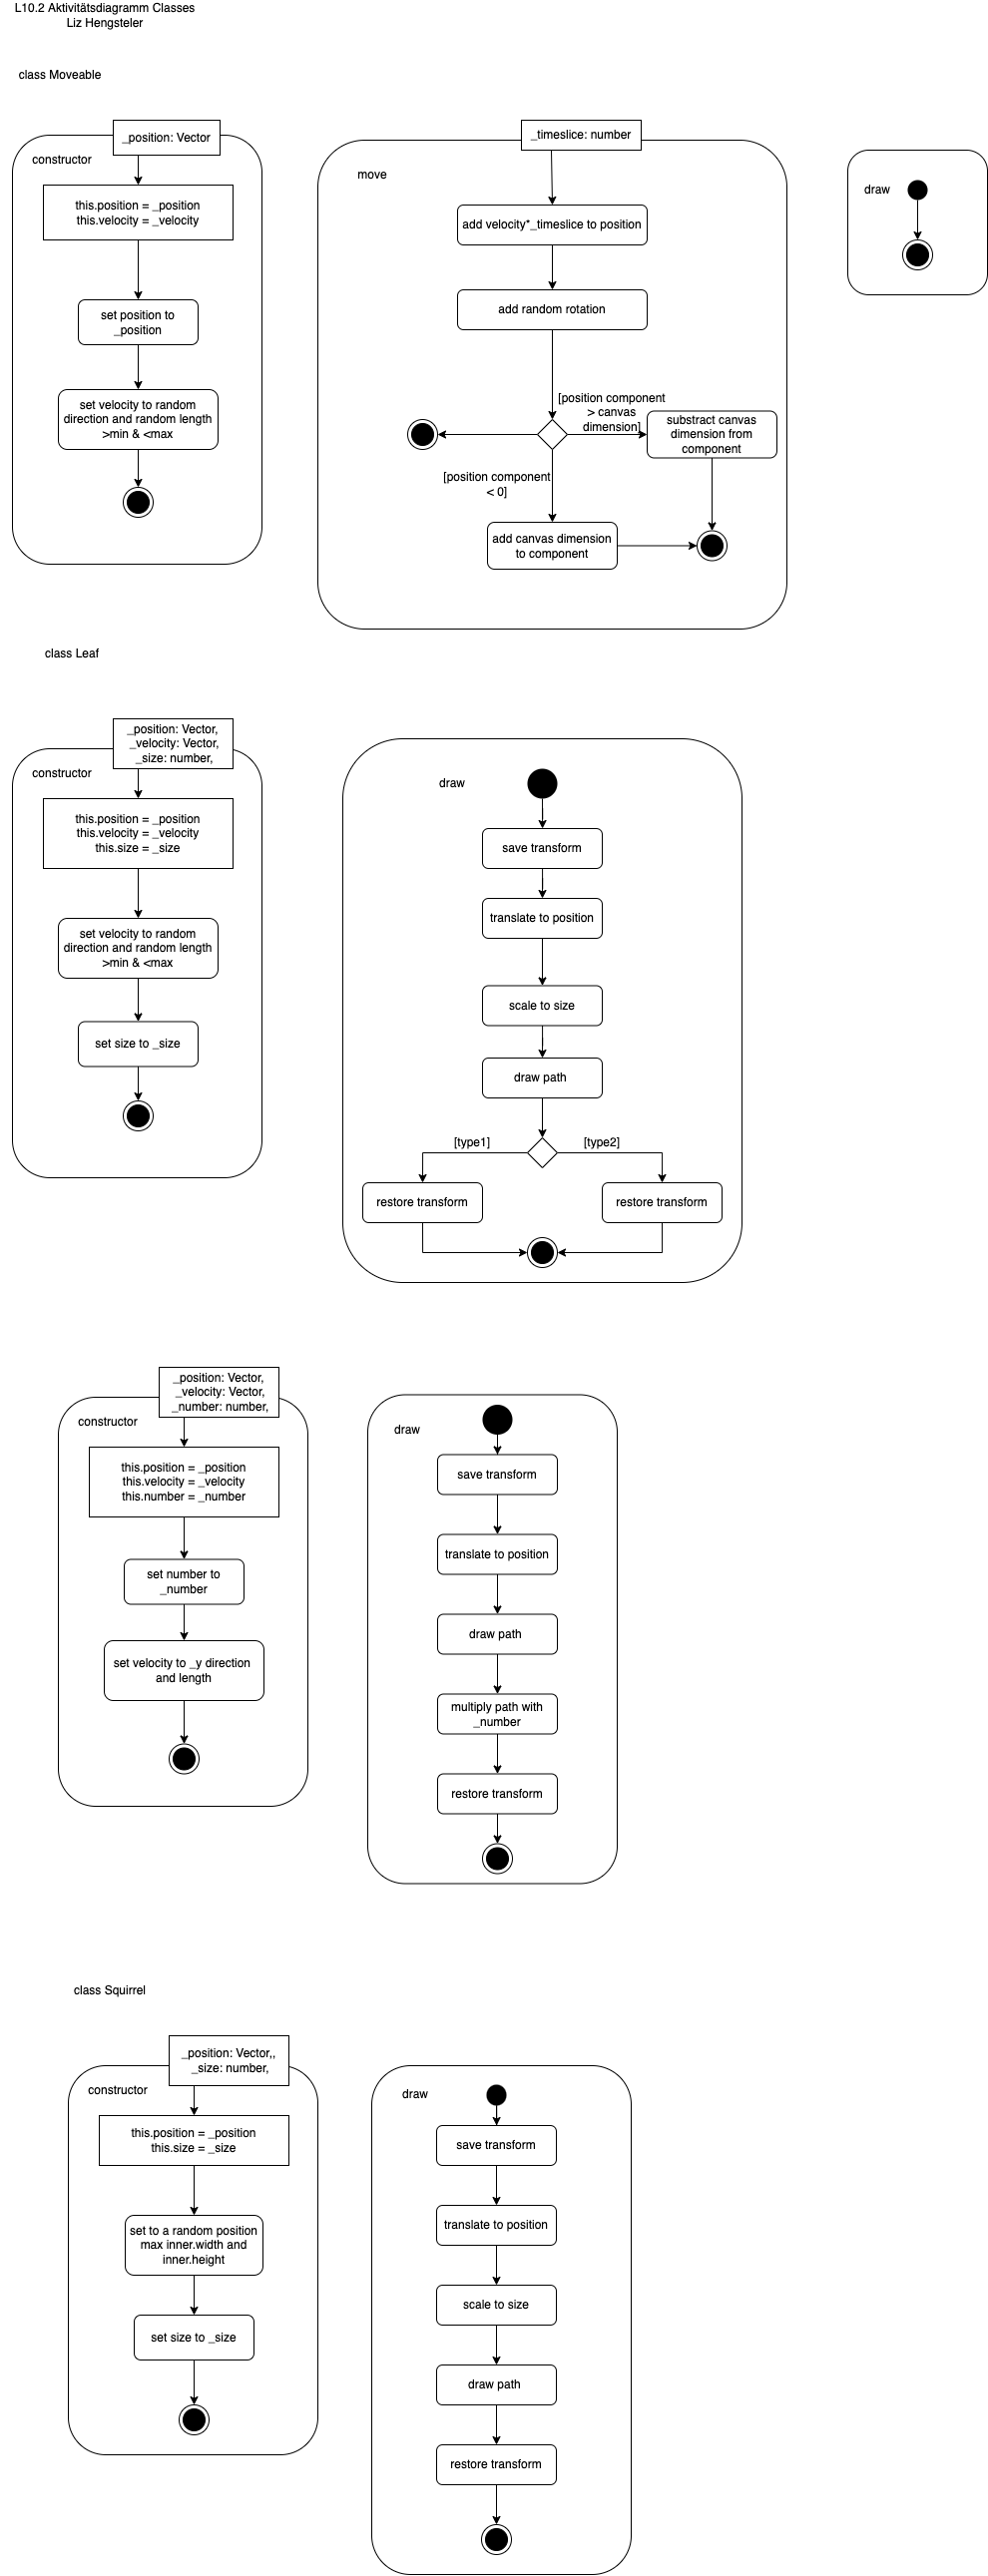 L10.2 Aktivitätsdiagramm Classes
Liz Hengsteler
class Moveable
_position: Vector
constructor
this.position = _position
this.velocity = _velocity
set position to
_position
set velocity to random
direction and random length
>min & <max
_timeslice: number
move
add velocity*_timeslice to position
add random rotation
[position component
> canvas
dimension]
substract canvas
dimension from
component
[position component
< 0]
add canvas dimension
to component
draw
class Leaf
_position: Vector,
_velocity: Vector,
_size: number,
constructor
this.position = _position
this.velocity = _velocity
this.size = _size
set velocity to random
direction and random length
>min & <max
set size to _size
draw
save transform
translate to position
scale to size
draw path
[type1]
[type2]
restore transform
restore transform
_position: Vector,
_velocity: Vector,
_number: number,
constructor
this.position = _position
this.velocity = _velocity
this.number = _number
set number to
_number
set velocity to _y direction
and length
draw
save transform
translate to position
draw path
multiply path with
_number
restore transform
class Squirrel
_position: Vector,,
_size: number,
constructor
this.position = _position
this.size = _size
set to a random position
max inner.width and
inner.height
set size to _size
draw
save transform
translate to position
scale to size
draw path
restore transform